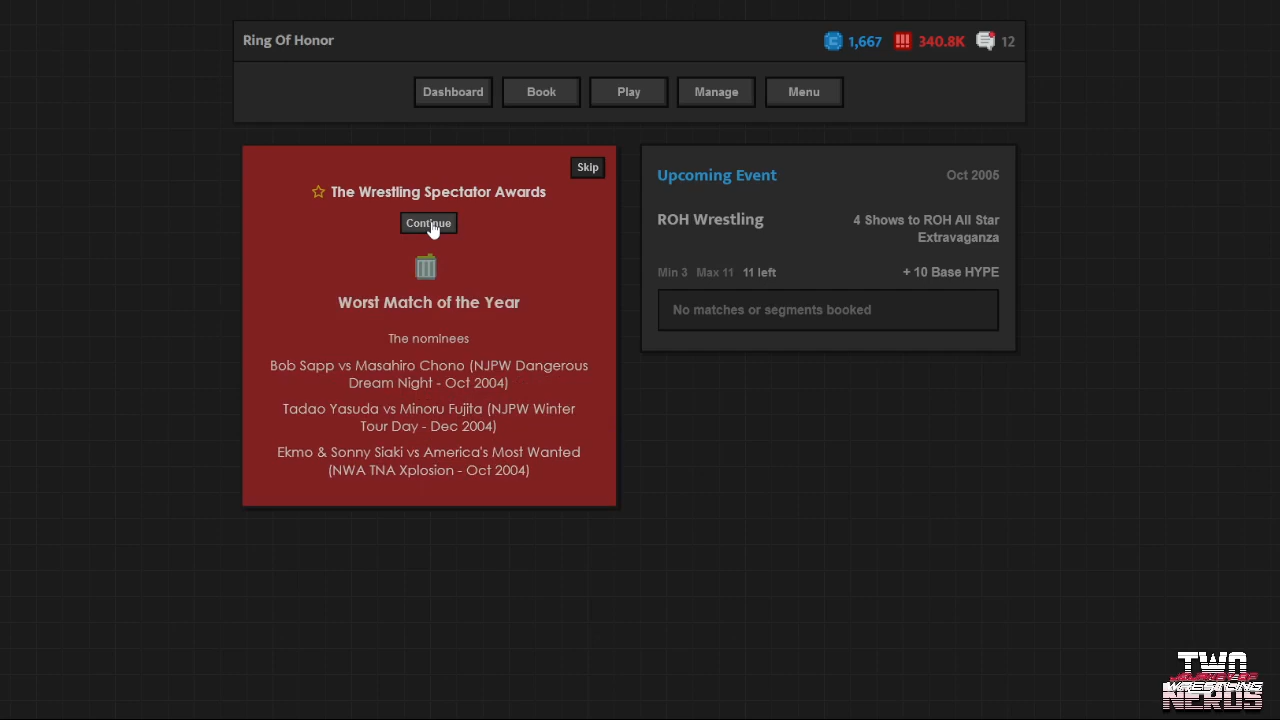 Ring Of Honor
1,667
340.8K
12
Dashboard
Book
Play
Manage
Menu
Skip
The Wrestling Spectator Awards
Continue
Worst Match of the Year
The nominees
Bob Sapp vs Masahiro Chono (NJPW Dangerous
Dream Night - Oct 2004)
Tadao Yasuda vs Minoru Fujita (NJPW Winter
Tour Day - Dec 2004)
Ekmo & Sonny Siaki vs America's Most Wanted
(NWA TNA Xplosion - Oct 2004)
Upcoming Event
Oct 2005
ROH Wrestling
4 Shows to ROH All Star
Extravaganza
Min 3 Max 11 11 left
+ 10 Base HYPE
No matches or segments booked
TWO
WRESTLING
NERDS